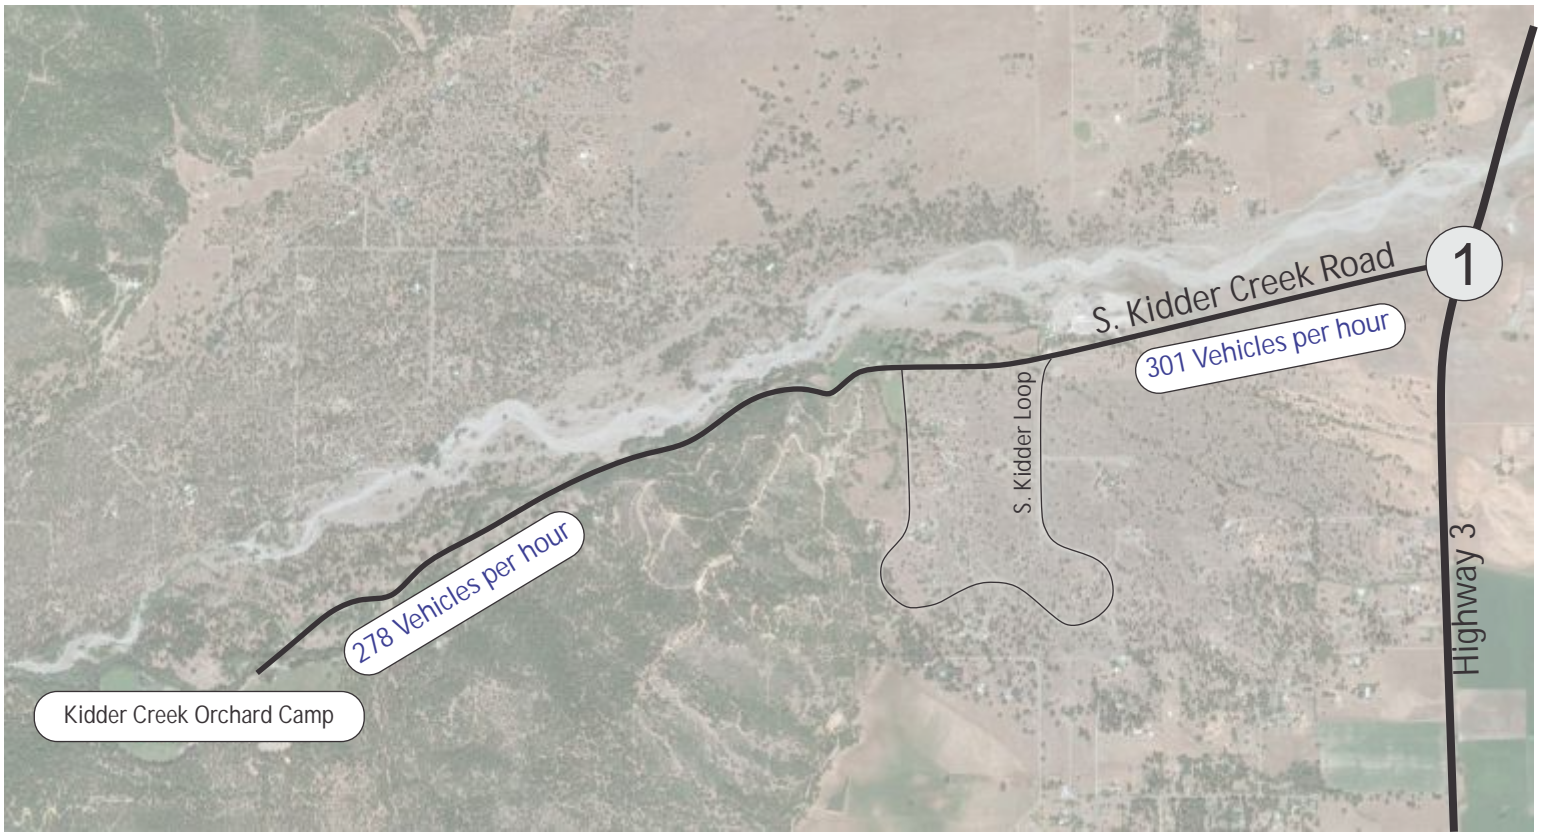 S. Kidder Creek Road
1
301 Vehicles per hour
S. Kidder Loop
278 Vehicles per hour
Highway 3
Kidder Creek Orchard Camp